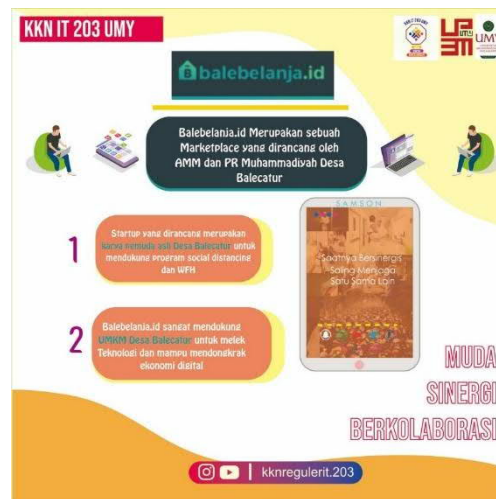 KKN IT 203 UMY
UMY
balebelanja.id
Balebelanja.id Merupakan sebuah
Marketplace yang dirancang oleh
AMM dan PR Muhammadiyah Desa
Balecatur
SAMSON
1
Startup yang dirancang merupakan
karya pemuda asli Desa Balecatur untuk
mendukung program social distancing
dan WFH
Saatnya Bersinergis
Saling Menjaga
Satu Sama Lain
2
Balebelanja.id sangat mendukung
UMKM Desa Balecatur untuk melek
Teknologi dan mampu mendongkrak
ekonomi digital
MUDA
SINERGI
BERKOLABORASI
kknregulerit.203